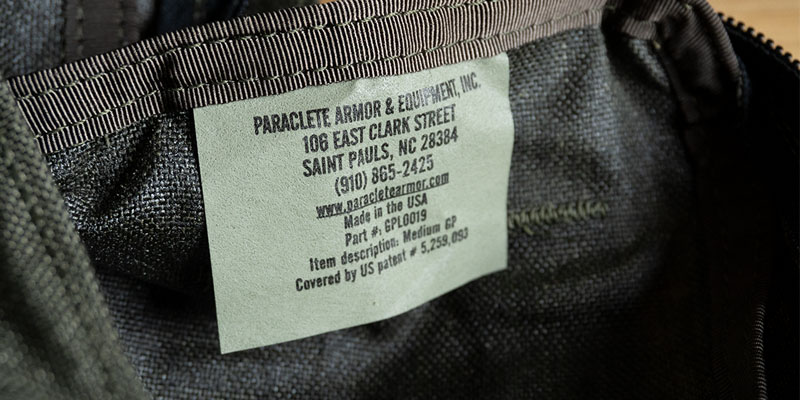 PARACLETE ARMOR & EQUIPMENT, INC.
106 EAST CLARK STREET
SAINT PAULS, NC 28384
(910) 865-2425
www.paracletearmor.com
Made in the USA
Part #: GPL0019
Item description: Medium GP
Covered by US patent # 5,259,093